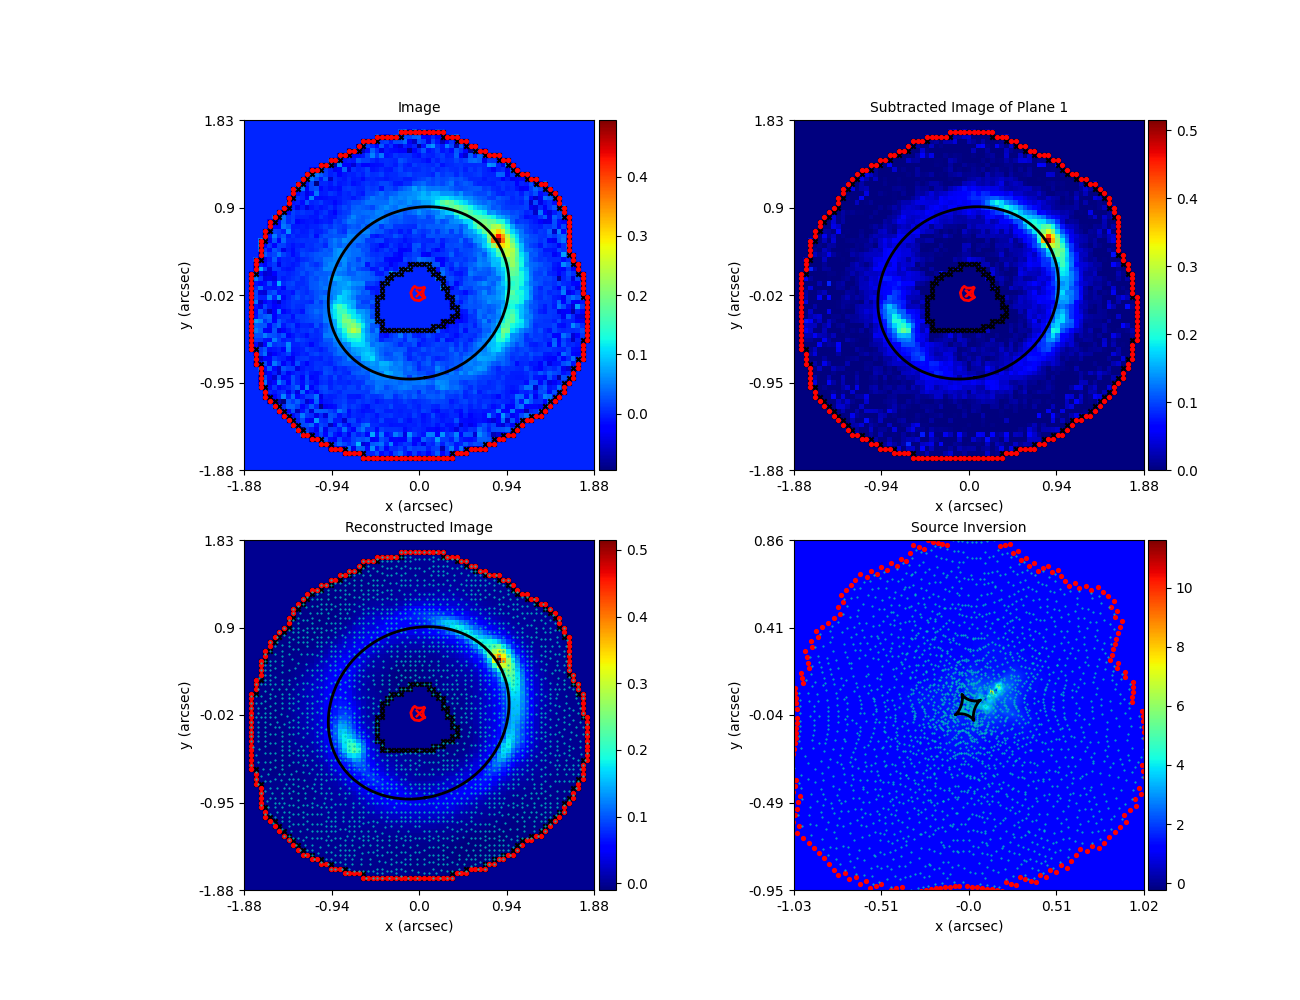 Image
1.83
0.9
-0.02
-0.95
-1.88
y (arcsec)
-1.88 -0.94 0.0 0.94 1.88
x (arcsec)
0.4
0.3
0.2
0.1
0.0
Subtracted Image of Plane 1
1.83
0.9
-0.02
-0.95
-1.88
y (arcsec)
-1.88 -0.94 0.0 0.94 1.88
x (arcsec)
0.5
0.4
0.3
0.2
0.1
0.0
Reconstructed Image
1.83
0.9
-0.02
-0.95
-1.88
y (arcsec)
-1.88 -0.94 0.0 0.94 1.88
x (arcsec)
0.5
0.4
0.3
0.2
0.1
0.0
Source Inversion
0.86
0.41
-0.04
-0.49
-0.95
y (arcsec)
-1.03 -0.51 -0.0 0.51 1.02
x (arcsec)
10
8
6
4
2
0